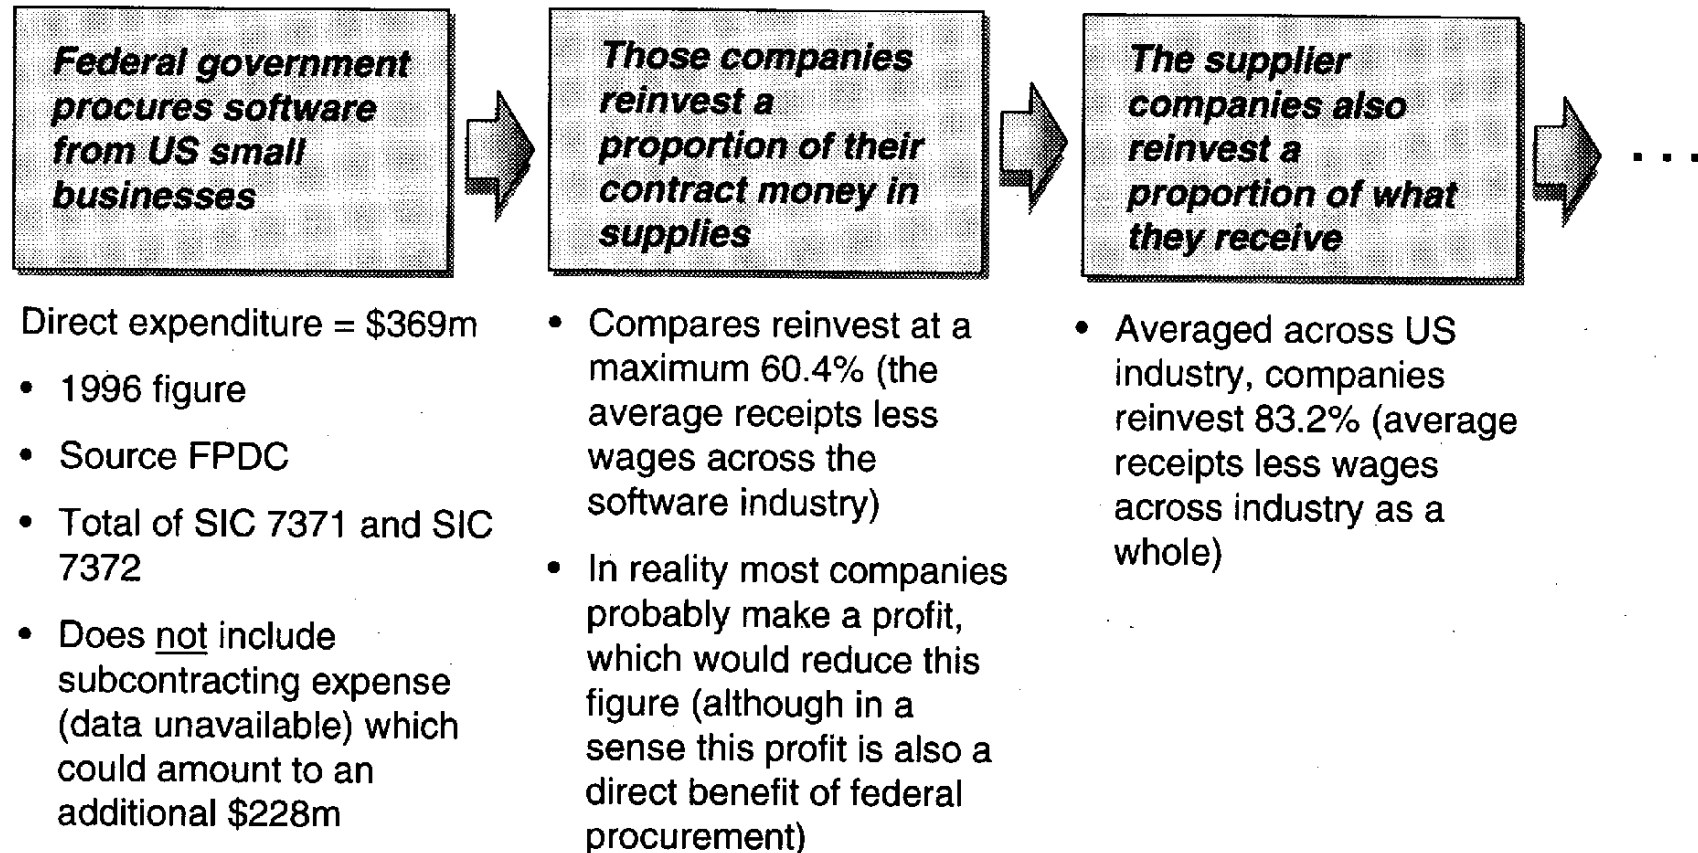 Federal government
procures software
from US small
businesses
Those companies
reinvest a
proportion of their
contract money in
supplies
The supplier
companies also
reinvest a
proportion of what
they receive
. . .
Direct expenditure = $369m
• 1996 figure
• Source FPDC
• Total of SIC 7371 and SIC
7372
• Does not include
subcontracting expense
(data unavailable) which
could amount to an
additional $228m
• Compares reinvest at a
maximum 60.4% (the
average receipts less
wages across the
software industry)
• In reality most companies
probably make a profit,
which would reduce this
figure (although in a
sense this profit is also a
direct benefit of federal
procurement)
• Averaged across US
industry, companies
reinvest 83.2% (average
receipts less wages
across industry as a
whole)